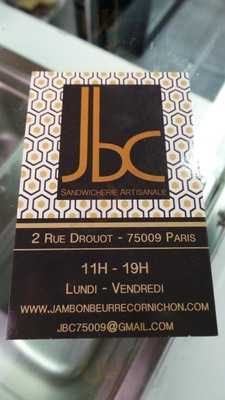 Jbc
SANDWICHERIE ARTISANALE
2 RUE DROUOT - 75009 PARIS
11H - 19H
LUNDI - VENDREDI
WWW.JAMBONBEURRECORNICHON.COM
JBC75009@GMAIL.COM